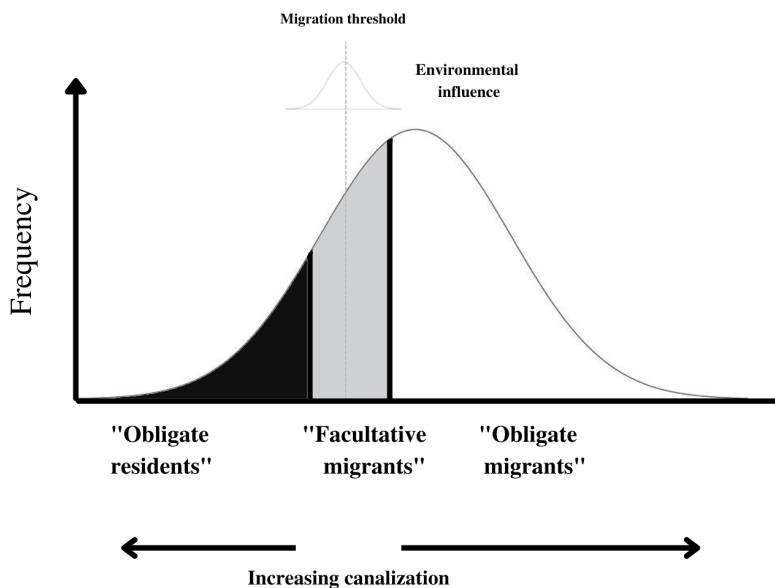 Migration threshold
Environmental
influence
Frequency
"Obligate
residents"
"Facultative
migrants"
"Obligate
migrants"
Increasing canalization